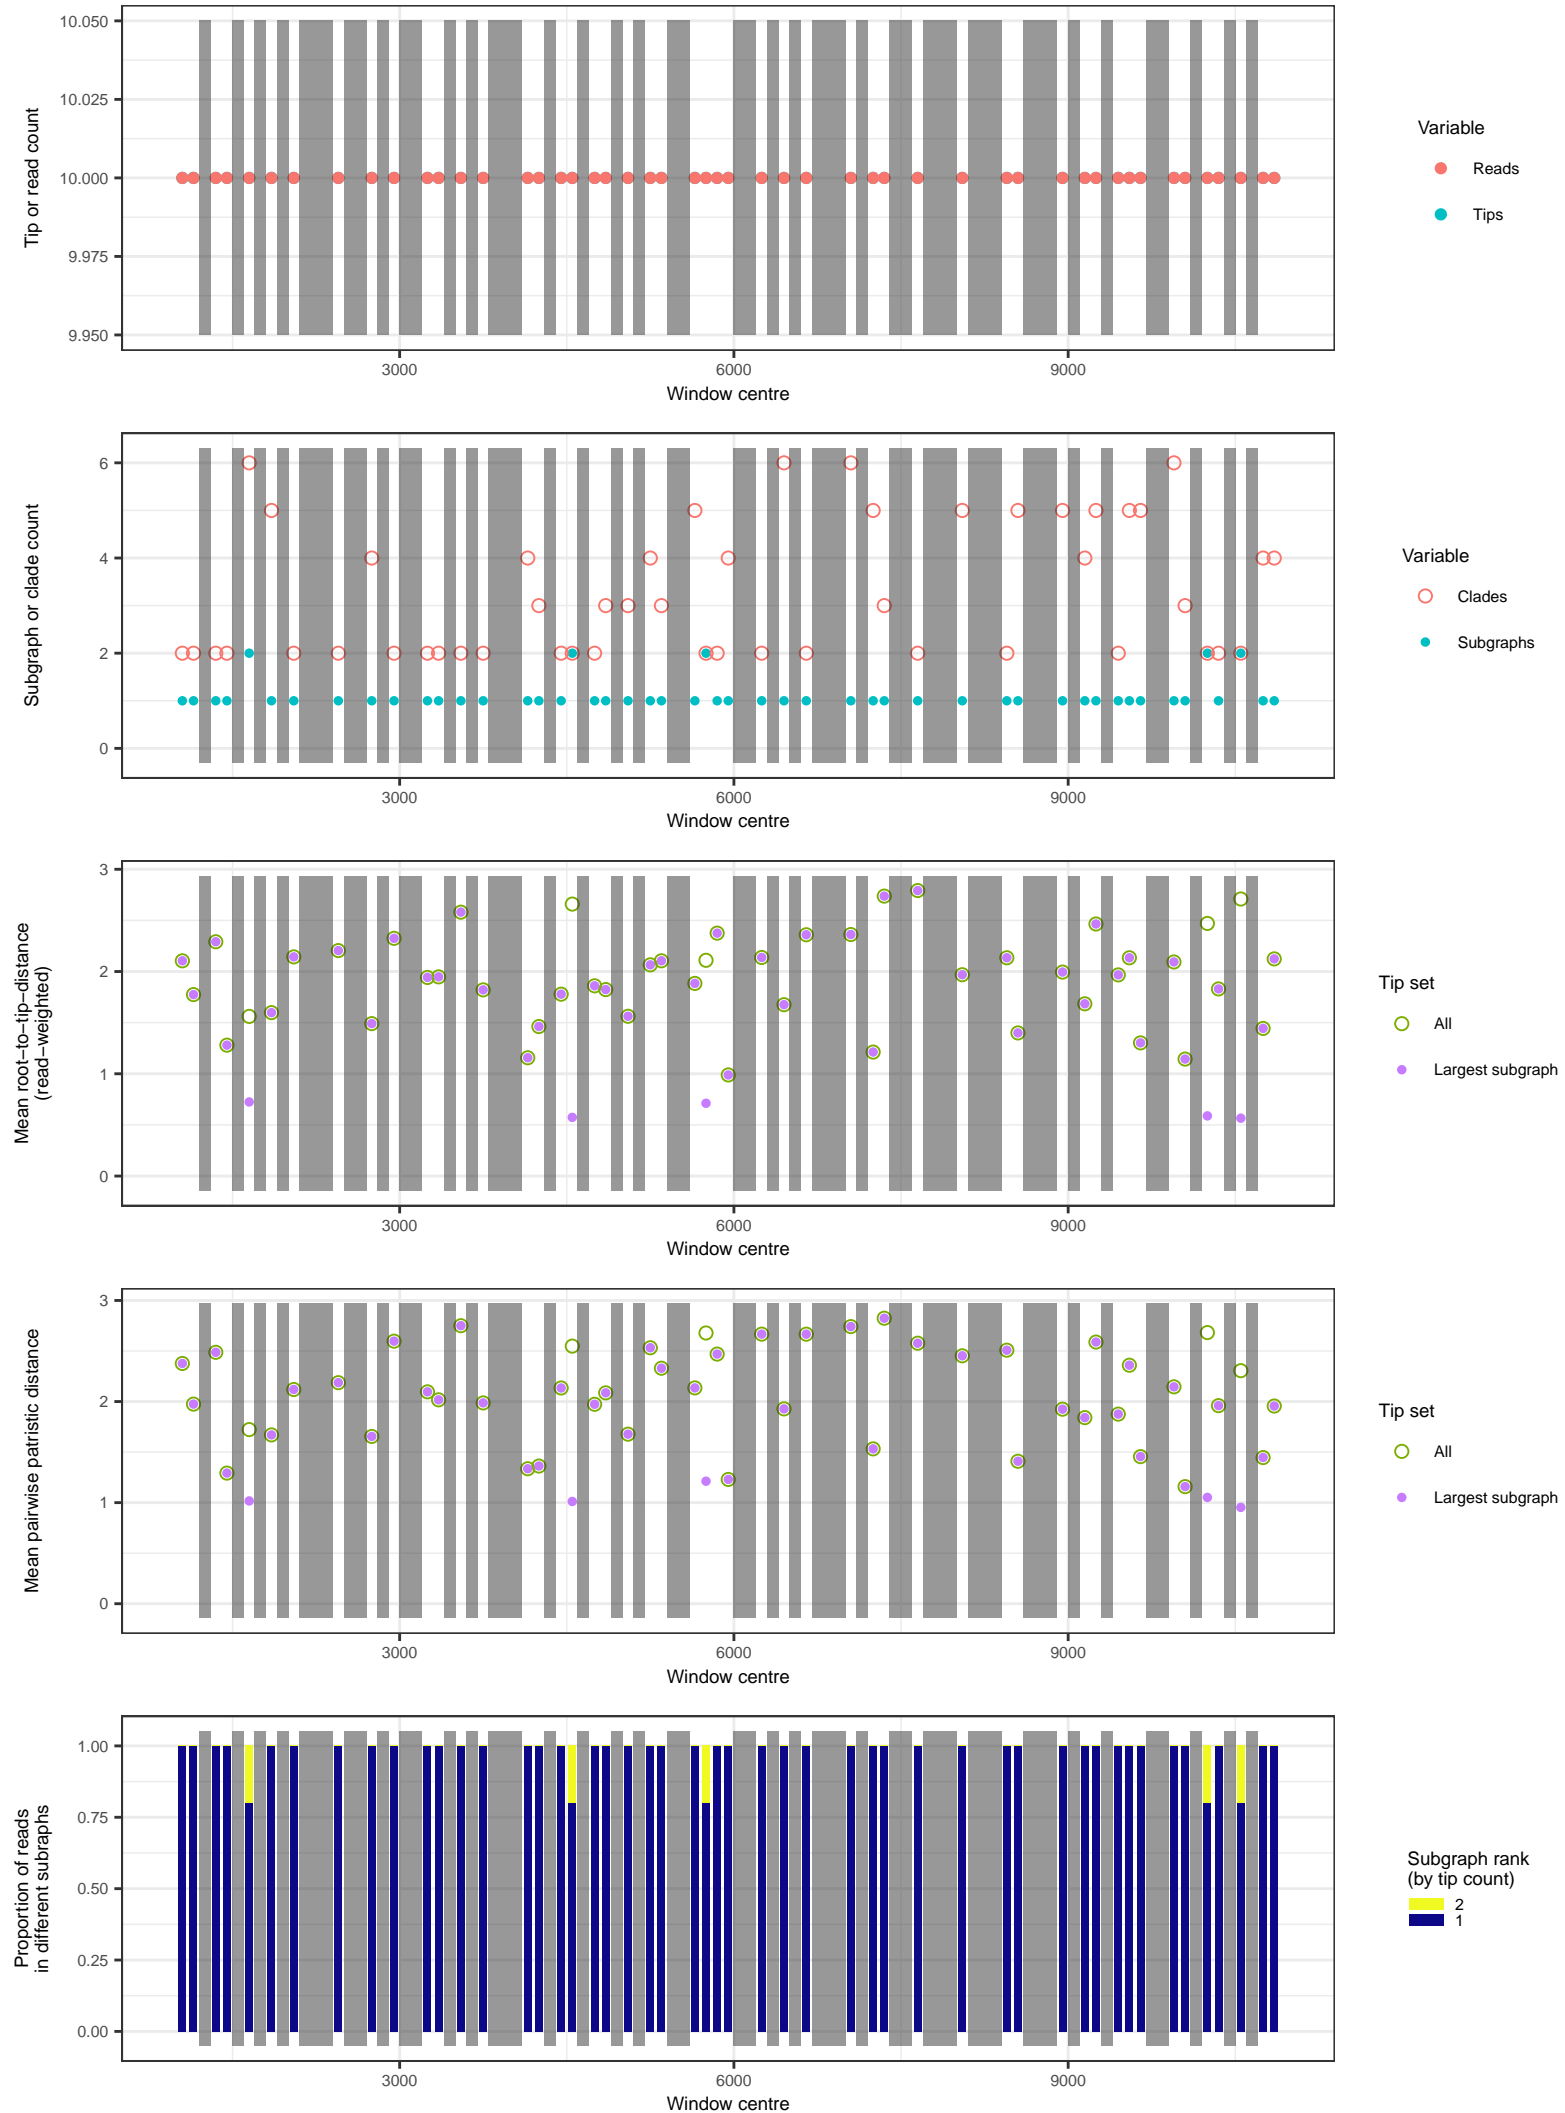 10.050
10.025
10.000
9.975
9.950
Tip or read count
3000
6000
9000
Window centre
Variable
Reads
Tips
6
4
2
0
Subgraph or clade count
3000
6000
9000
Window centre
Variable
Clades
Subgraphs
3
2
1
0
Mean root−to−tip−distance
(read−weighted)
3000
6000
9000
Window centre
Tip set
All
Largest subgraph
3
2
1
0
Mean pairwise patristic distance
3000
6000
9000
Window centre
Tip set
All
Largest subgraph
1.00
0.75
0.50
0.25
0.00
Proportion of reads
in different subraphs
3000
6000
9000
Window centre
Subgraph rank
(by tip count)
2
1